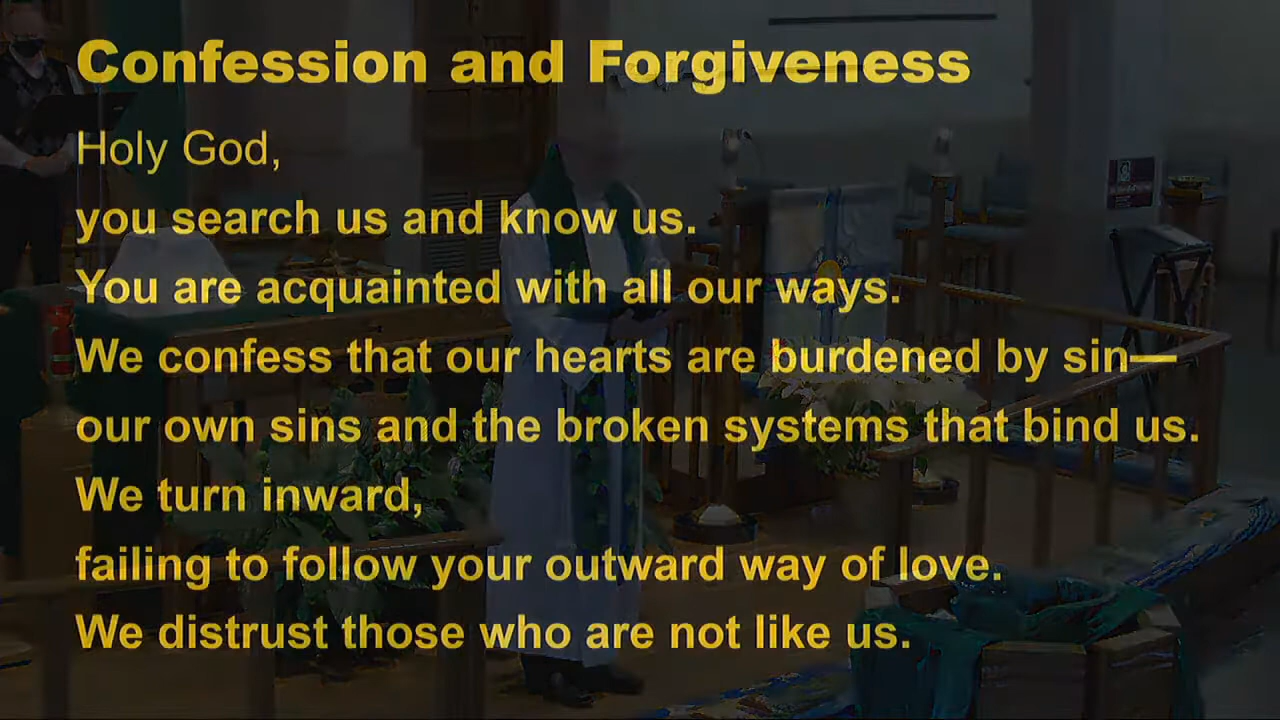 Confession and Forgiveness
Holy God,
you search us and know us.
You are acquainted with all our ways.
We confess that our hearts are burdened by sin—
our own sins and the broken systems that bind us.
We turn inward,
failing to follow your outward way of love.
We distrust those who are not like us.